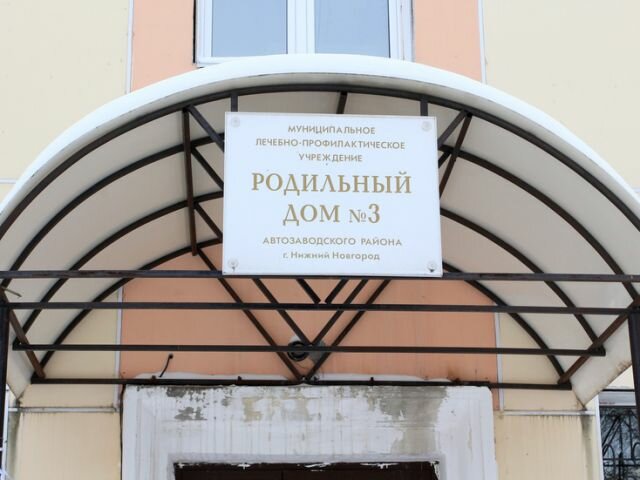 МУНИЦИПАЛЬНОЕ
ЛЕЧЕБНО-ПРОФИЛАКТИЧЕСКОЕ
УЧРЕЖДЕНИЕ
РОДИЛЬНЫЙ
ДОМ №3
АВТОЗАВОДСКОГО РАЙОНА
г. Нижний Новгород